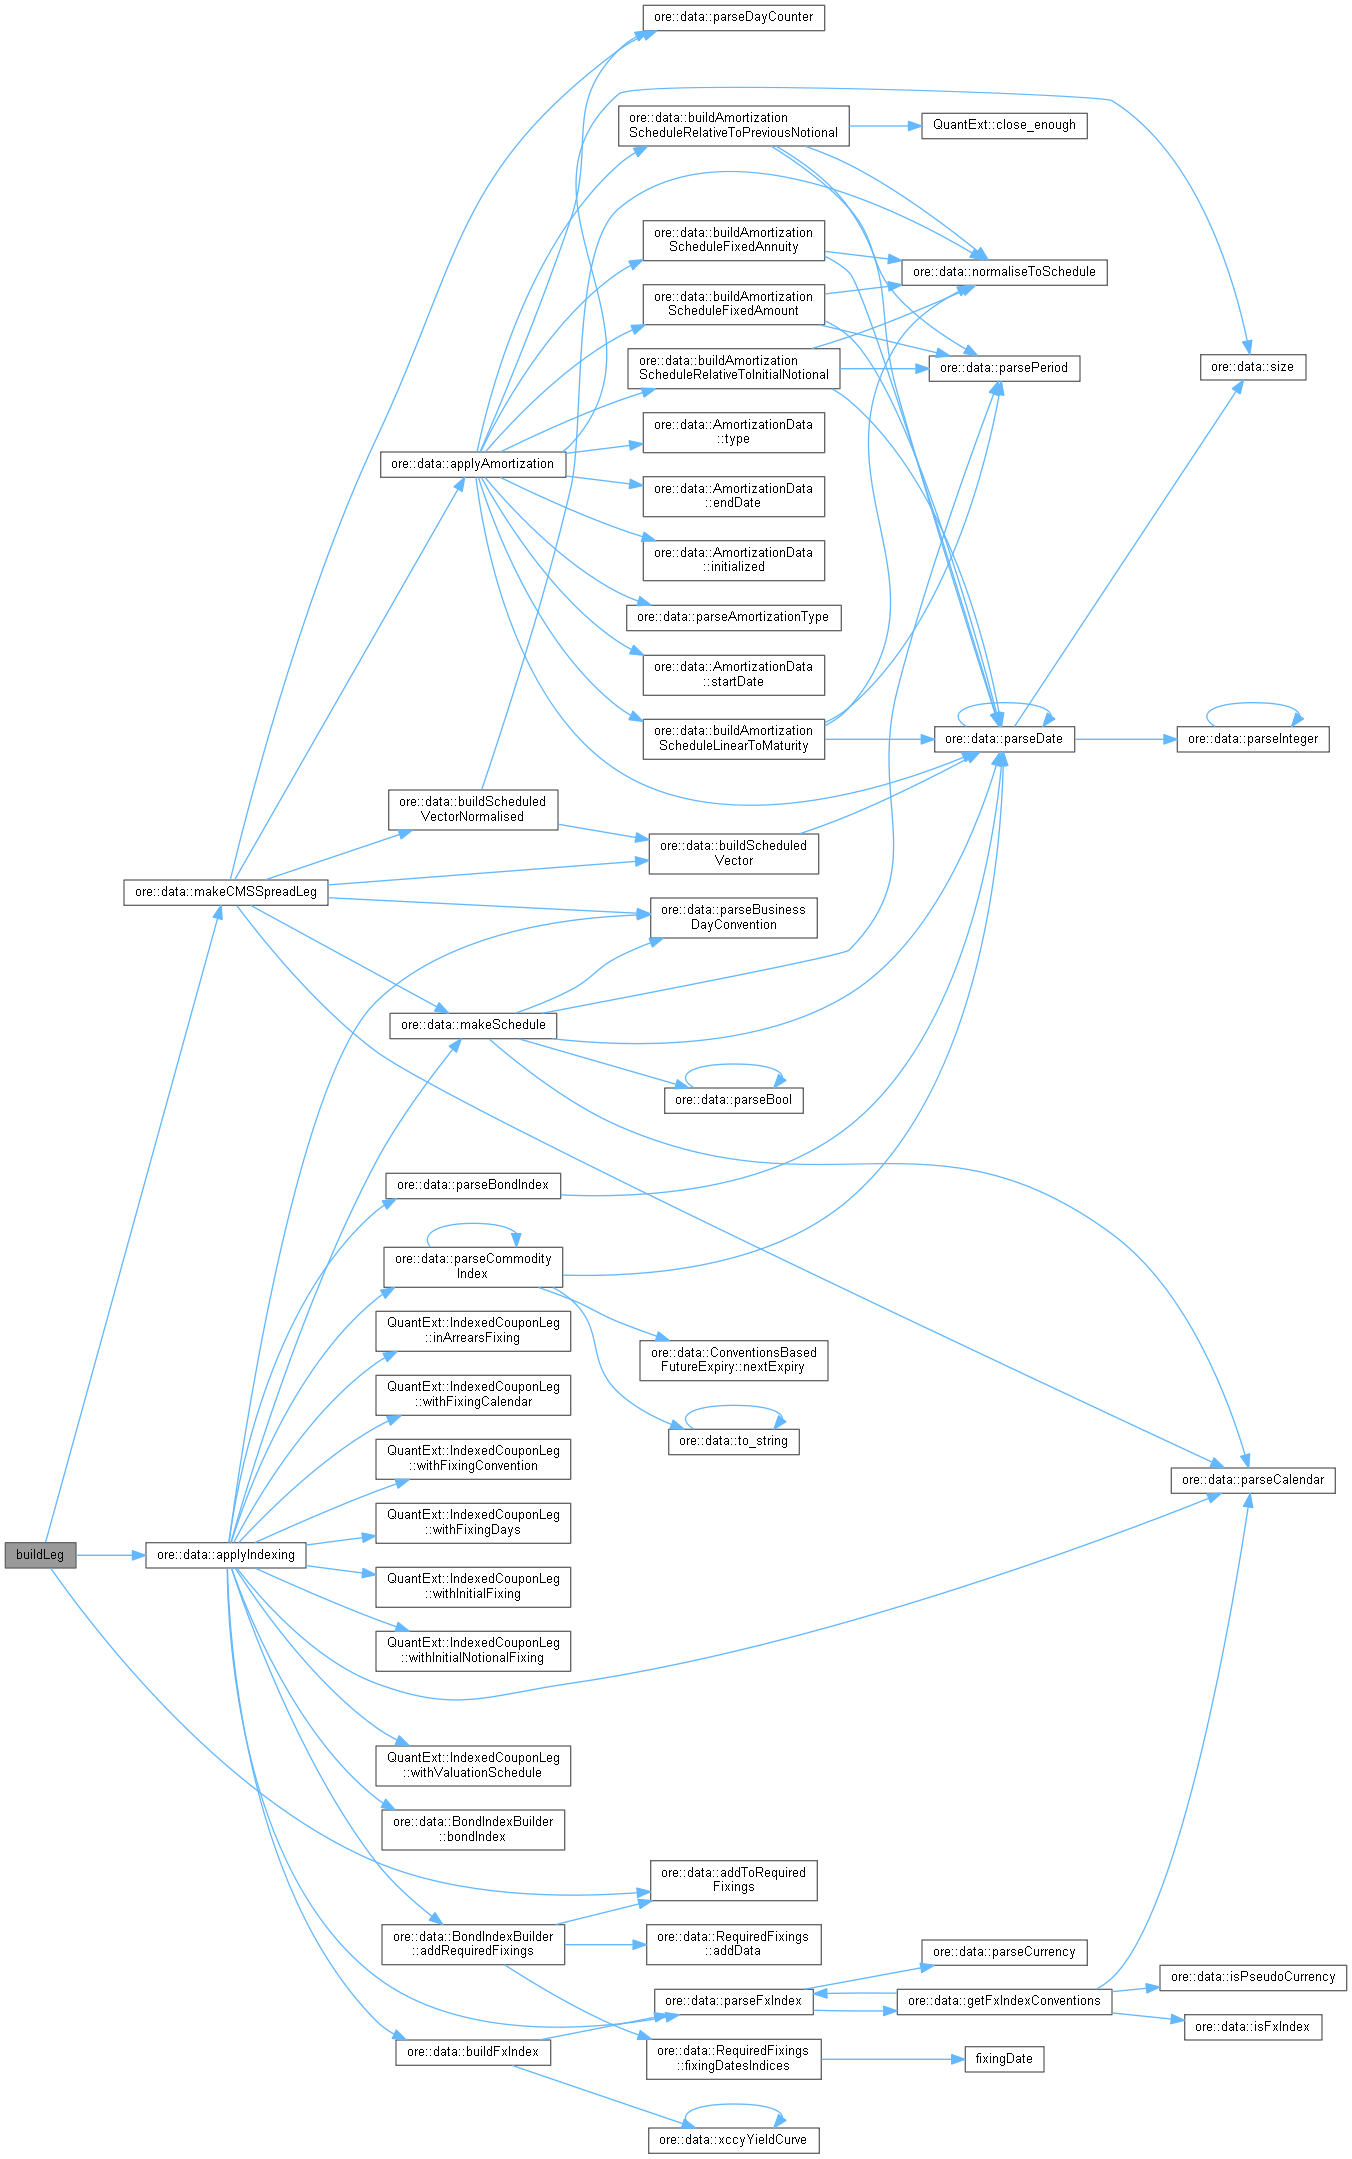 ore::data::parseDayCounter
ore::data::buildAmortization
ScheduleRelativeToPreviousNotional
QuantExt::close_enough
ore::data::buildAmortization
ScheduleFixedAnnuity
ore::data::normaliseToSchedule
ore::data::buildAmortization
ScheduleFixedAmount
ore::data::buildAmortization
ScheduleRelativeToInitialNotional
ore::data::parsePeriod
ore::data::size
ore::data::AmortizationData
::type
ore::data::applyAmortization
ore::data::AmortizationData
::endDate
ore::data::AmortizationData
::initialized
ore::data::parseAmortizationType
ore::data::AmortizationData
::startDate
ore::data::buildAmortization
ScheduleLinearToMaturity
ore::data::parseDate
ore::data::parseInteger
ore::data::buildScheduled
VectorNormalised
ore::data::buildScheduled
Vector
ore::data::makeCMSSpreadLeg
ore::data::parseBusiness
DayConvention
ore::data::makeSchedule
ore::data::parseBool
ore::data::parseBondIndex
ore::data::parseCommodity
Index
QuantExt::IndexedCouponLeg
::inArrearsFixing
ore::data::ConventionsBased
FutureExpiry::nextExpiry
QuantExt::IndexedCouponLeg
::withFixingCalendar
ore::data::to_string
QuantExt::IndexedCouponLeg
::withFixingConvention
ore::data::parseCalendar
QuantExt::IndexedCouponLeg
::withFixingDays
buildLeg
ore::data::applyIndexing
QuantExt::IndexedCouponLeg
::withInitialFixing
QuantExt::IndexedCouponLeg
::withInitialNotionalFixing
QuantExt::IndexedCouponLeg
::withValuationSchedule
ore::data::BondIndexBuilder
::bondIndex
ore::data::addToRequired
Fixings
ore::data::BondIndexBuilder
::addRequiredFixings
ore::data::RequiredFixings
::addData
ore::data::parseCurrency
ore::data::isPseudoCurrency
ore::data::parseFxIndex
ore::data::getFxIndexConventions
ore::data::isFxIndex
ore::data::buildFxIndex
ore::data::RequiredFixings
::fixingDatesIndices
fixingDate
ore::data::xccyYieldCurve